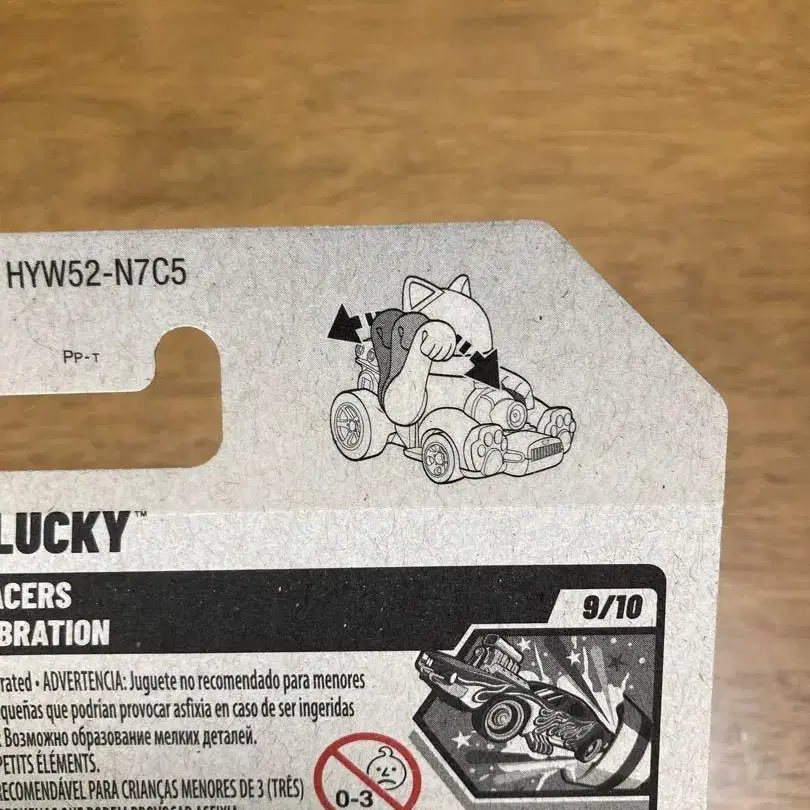 HYW52-N7C5
Pp-T
LUCKY™
ACERS
BRATION
9/10
rated • ADVERTENCIA: Juguete no recomendado para menores
queñas que podrían provocar asfixia en caso de ser ingeridas
: Возможно образование мелких деталей.
PETITS ÉLÉMENTS.
RECOMENDÁVEL PARA CRIANÇAS MENORES DE 3 (TRÊS)
0-3